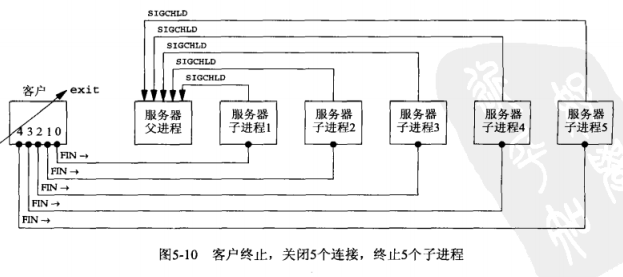 SIGCHLD
SIGCHLD
SIGCHLD
SIGCHLD
SIGCHLD
客户
exit
4 3 2 1 0
服务器
父进程
服务器
子进程1
服务器
子进程2
服务器
子进程3
服务器
子进程4
服务器
子进程5
FIN →
FIN →
FIN →
FIN →
FIN →
图5-10 客户终止，关闭5个连接，终止5个子进程